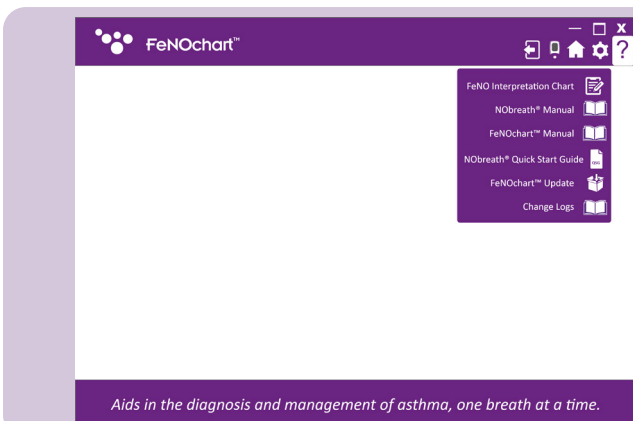 FeNOchart™
?
FeNO Interpretation Chart
NObreath® Manual
FeNOchart™ Manual
NObreath® Quick Start Guide
FeNOchart™ Update
Change Logs
Aids in the diagnosis and management of asthma, one breath at a time.